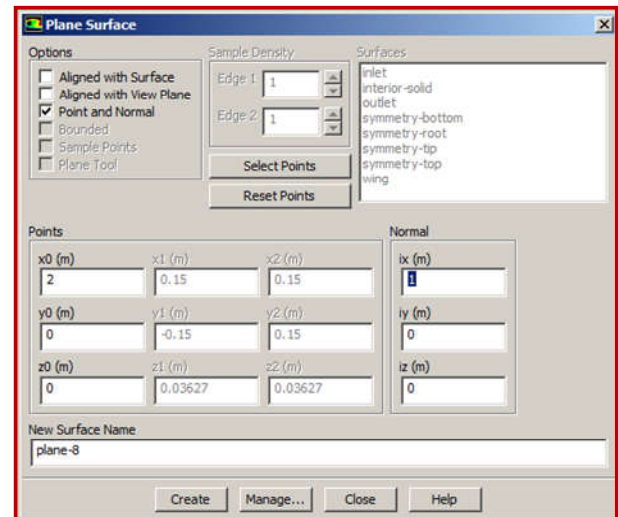 Plane Surface
Options
Aligned with Surface
Aligned with View Plane
Point and Normal
Bounded
Sample Points
Plane Tool
Sample Density
Edge 1 1
Edge 2 1
Select Points
Reset Points
Surfaces
inlet
interior-solid
outlet
symmetry-bottom
symmetry-root
symmetry-tip
symmetry-top
wing
Points
x0 (m) x1 (m) x2 (m)
2 0.15 0.15
y0 (m) y1 (m) y2 (m)
0 -0.15 0.15
z0 (m) z1 (m) z2 (m)
0 0.03627 0.03627
Normal
ix (m)
1
iy (m)
0
iz (m)
0
New Surface Name
plane-8
Create Manage... Close Help